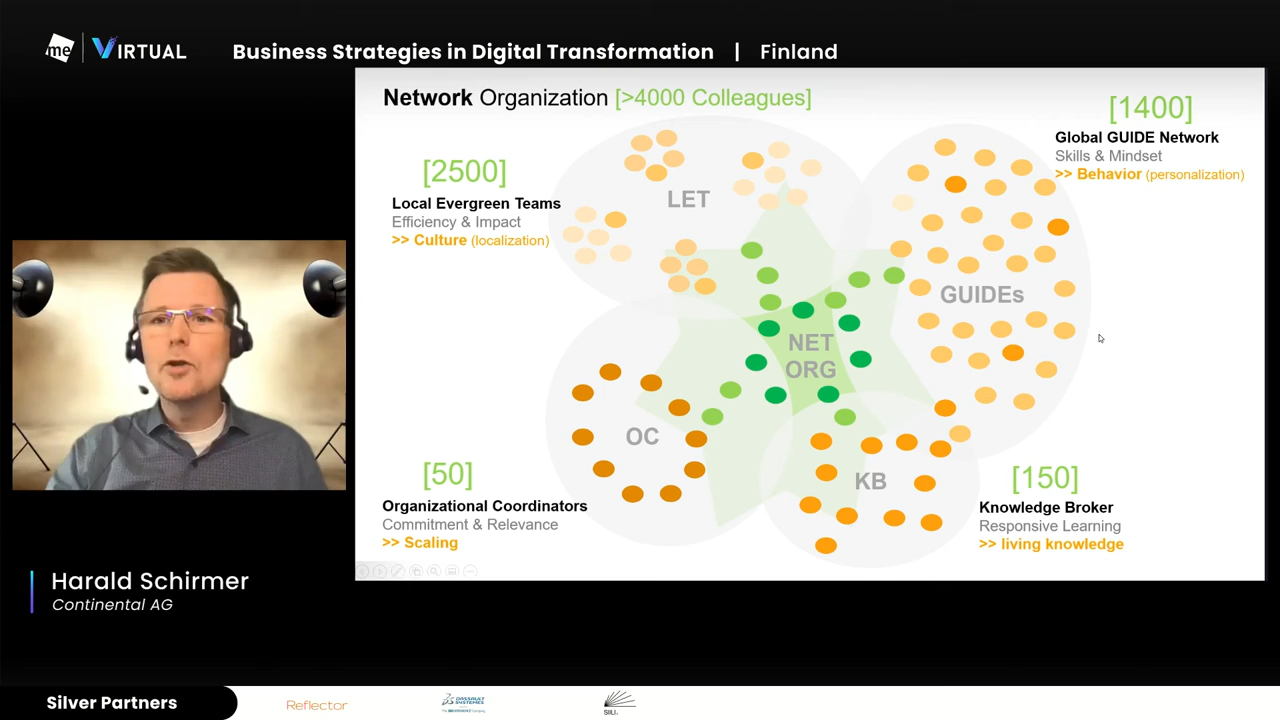 me
VIRTUAL
Business Strategies in Digital Transformation | Finland
Network Organization [>4000 Colleagues]
[2500]
Local Evergreen Teams
Efficiency & Impact
>> Culture (localization)
LET
[1400]
Global GUIDE Network
Skills & Mindset
>> Behavior (personalization)
GUIDEs
NET
ORG
OC
KB
[50]
Organizational Coordinators
Commitment & Relevance
>> Scaling
[150]
Knowledge Broker
Responsive Learning
>> living knowledge
Harald Schirmer
Continental AG
Silver Partners
Reflector
DASSAULT
SYSTEMES
SIILI